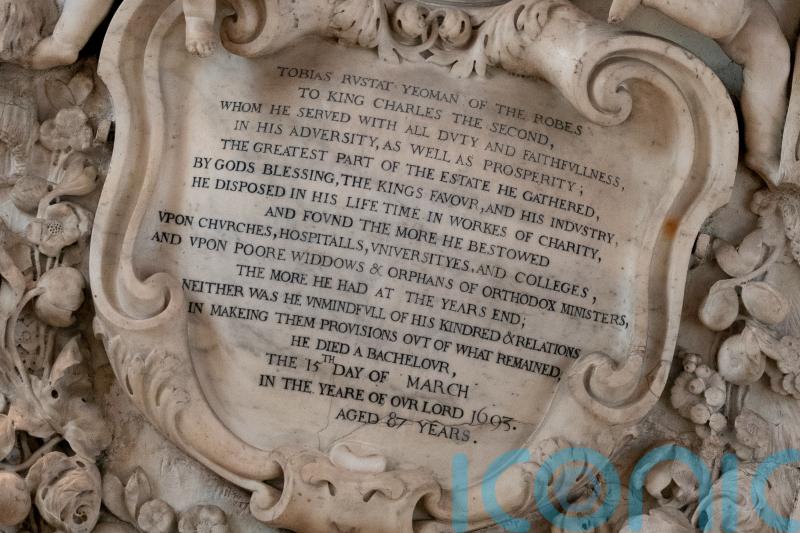 TOBIAS RVSTAT YEOMAN OF THE ROBES
TO KING CHARLES THE SECOND,
WHOM HE SERVED WITH ALL DVTY AND FAITHFVLLNESS,
IN HIS ADVERSITY, AS WELL AS PROSPERITY;
THE GREATEST PART OF THE ESTATE HE GATHERED,
BY GODS BLESSING, THE KINGS FAVOVR, AND HIS INDVSTRY,
HE DISPOSED IN HIS LIFE TIME IN WORKES OF CHARITY,
AND FOVND THE MORE HE BESTOWED
VPON CHVRCHES, HOSPITALLS, VNIVERSITYES, AND COLLEGES,
AND VPON POORE WIDDOWS & ORPHANS OF ORTHODOX MINISTERS,
THE MORE HE HAD AT THE YEARS END;
NEITHER WAS HE VNMINDFVLL OF HIS KINDRED & RELATIONS
IN MAKEING THEM PROVISIONS OVT OF WHAT REMAINED,
HE DIED A BACHELOVR,
THE 15TH DAY OF MARCH
IN THE YEARE OF OVR LORD 1693.
AGED 87 YEARS.
iconic